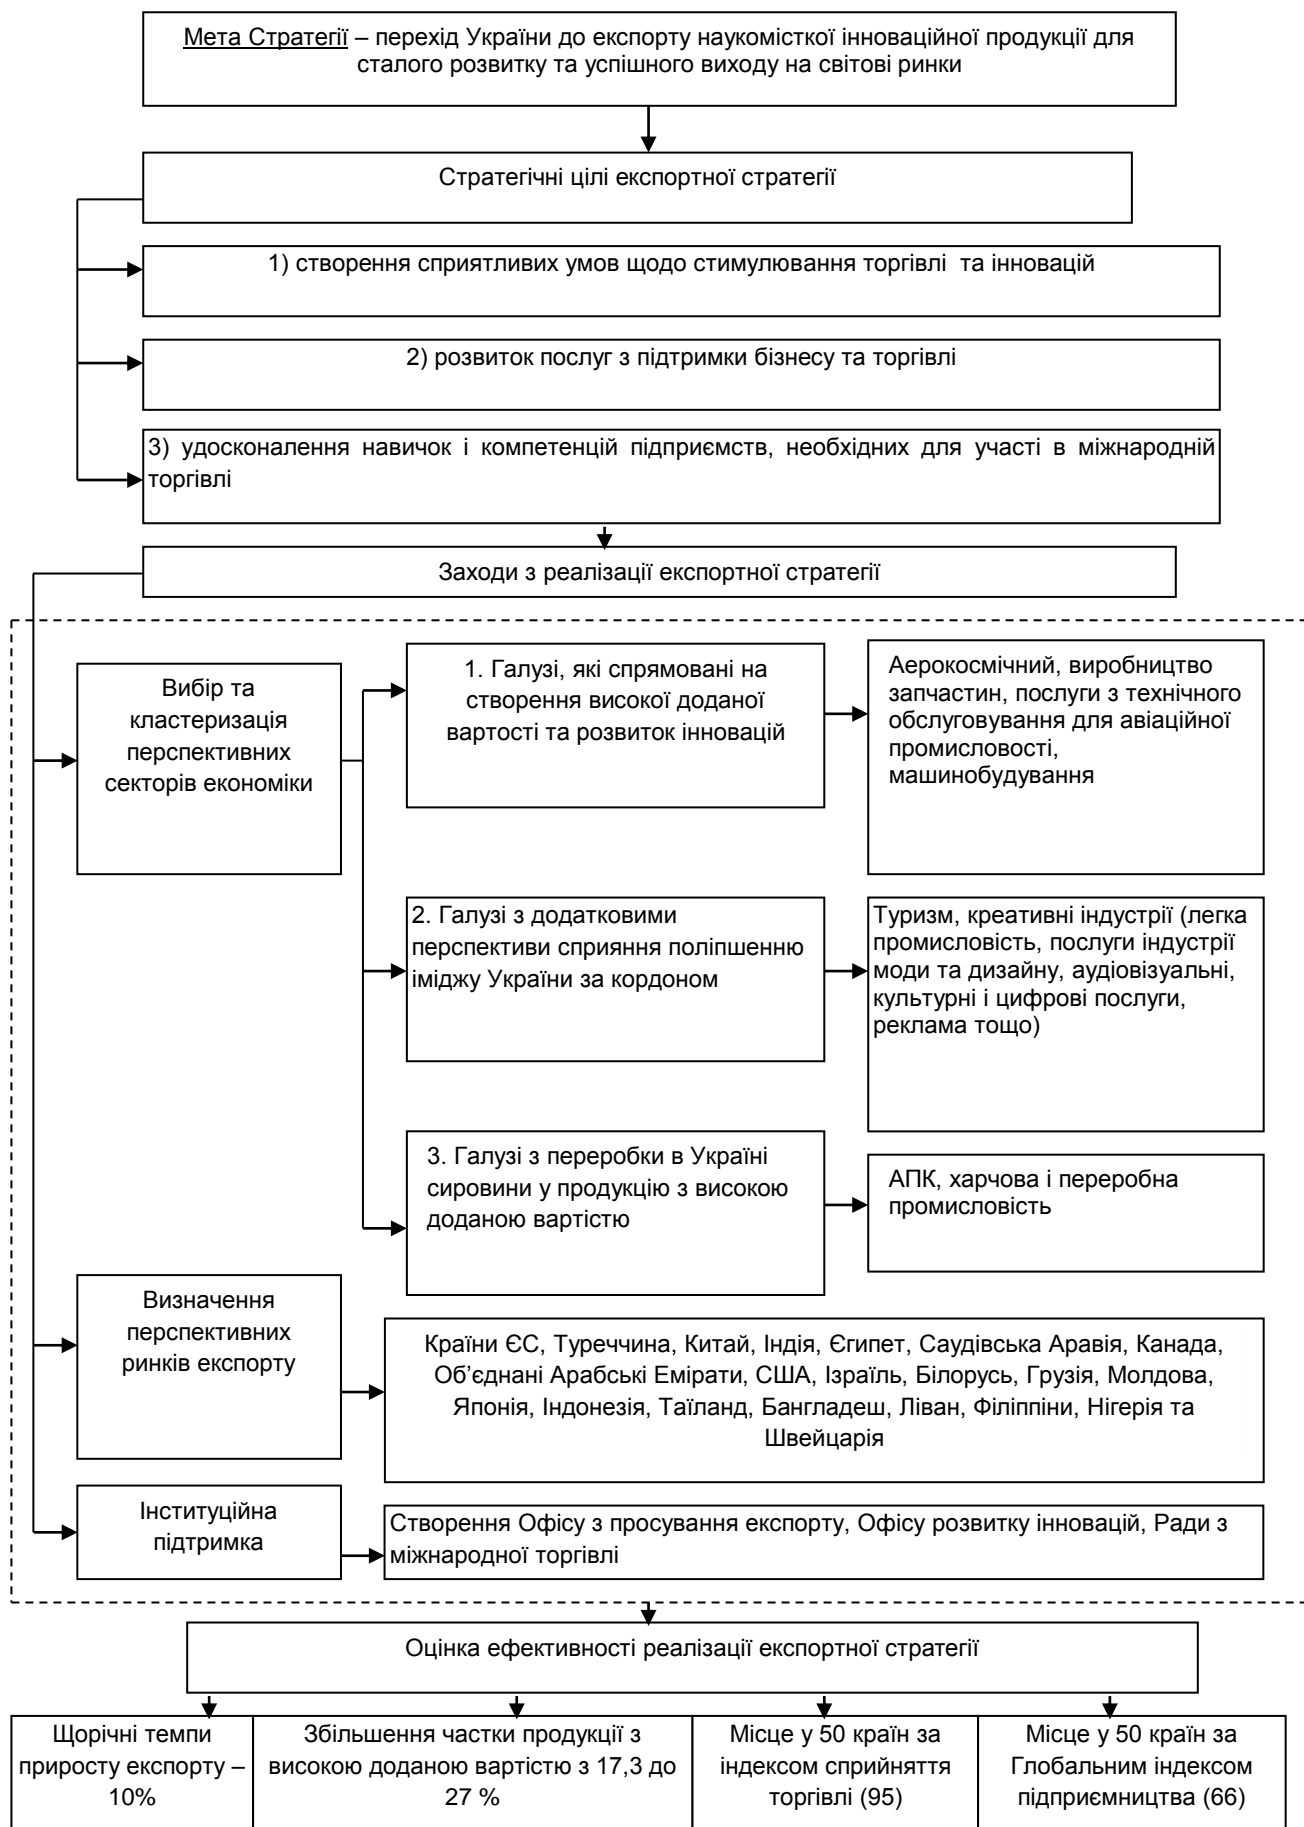 Мета Стратегії – перехід України до експорту наукомісткої інноваційної продукції для
сталого розвитку та успішного виходу на світові ринки
Стратегічні цілі експортної стратегії
1) створення сприятливих умов щодо стимулювання торгівлі та інновацій
2) розвиток послуг з підтримки бізнесу та торгівлі
3) удосконалення навичок і компетенцій підприємств, необхідних для участі в міжнародній
торгівлі
Заходи з реалізації експортної стратегії
Вибір та
кластеризація
перспективних
секторів економіки
1. Галузі, які спрямовані на
створення високої доданої
вартості та розвиток інновацій
Аерокосмічний, виробництво
запчастин, послуги з технічного
обслуговування для авіаційної
промисловості,
машинобудування
2. Галузі з додатковими
перспективи сприяння поліпшенню
іміджу України за кордоном
Туризм, креативні індустрії (легка
промисловість, послуги індустрії
моди та дизайну, аудіовізуальні,
культурні і цифрові послуги,
реклама тощо)
3. Галузі з переробки в Україні
сировини у продукцію з високою
доданою вартістю
АПК, харчова і переробна
промисловість
Визначення
перспективних
ринків експорту
Країни ЄС, Туреччина, Китай, Індія, Єгипет, Саудівська Аравія, Канада,
Об’єднані Арабські Емірати, США, Ізраїль, Білорусь, Грузія, Молдова,
Японія, Індонезія, Таїланд, Бангладеш, Ліван, Філіппіни, Нігерія та
Швейцарія
Інституційна
підтримка
Створення Офісу з просування експорту, Офісу розвитку інновацій, Ради з
міжнародної торгівлі
Оцінка ефективності реалізації експортної стратегії
Щорічні темпи
приросту експорту –
10%
Збільшення частки продукції з
високою доданою вартістю з 17,3 до
27 %
Місце у 50 країн за
індексом сприйняття
торгівлі (95)
Місце у 50 країн за
Глобальним індексом
підприємництва (66)